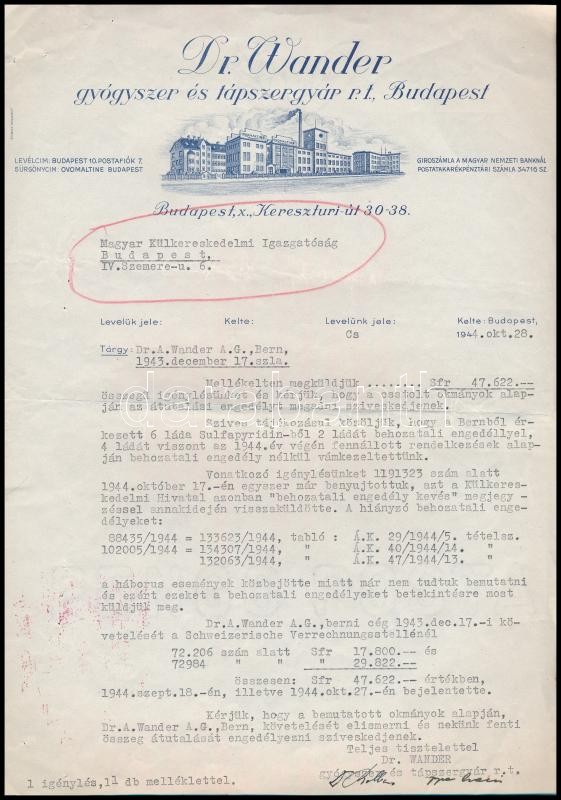 Dr. Wander
gyógyszer és tápszergyár r.t., Budapest
LEVÉLCIM: BUDAPEST 10. POSTAFIÓK 7.
SÜRGÖNYCIM: OVOMALTINE BUDAPEST
GIROSZÁMLA A MAGYAR NEMZETI BANKNÁL
POSTATAKARÉKPÉNZTÁRI SZÁMLA 34716 SZ.
Budapest, X., Kereszturi-út 30-38.
Magyar Külkereskedelmi Igazgatóság
Budapest.
IV. Szemere-u. 6.
Levelük jele: Kelte: Levelünk jele: Kelte: Budapest,
Cs 1944.okt.28.
Tárgy: Dr.A.Wander A.G.,Bern,
1943.december 17.szla.
Mellékelten megküldjük ........ Sfr 47.622.--
összegü igénylésünket és kérjük, hogy a csatolt okmányok alap-
ján az átutalási engedélyt megadni sziveskedjenek.
Szives tájékozásul közöljük, hogy a Bernből ér-
kezett 6 láda Sulfapyridin-ből 2 ládát behozatali engedéllyel,
4 ládát viszont az 1944.év végén fennállott rendelkezések alap-
ján behozatali engedély nélkül vámkezeltettünk.
Vonatkozó igénylésünket 1191323 szám alatt
1944.október 17.-én egyszer már benyujtottuk, azt a Külkeres-
kedelmi Hivatal azonban "behozatali engedély kevés" megjegy-
zéssel annakidején visszaküldötte. A hiányzó behozatali enge-
délyeket:
88435/1944 = 133623/1944, tabló : Á.K. 29/1944/5. tételsz.
102005/1944 = 134307/1944, " Á.K. 40/1944/14. "
132063/1944, " Á.K. 47/1944/13. "
a háborus események közbejötte miatt már nem tudtuk bemutatni
és ezért ezeket a behozatali engedélyeket betekintésre most
küldjük meg.
Dr.A.Wander A.G.,berni cég 1943.dec.17.-i kö-
vetelését a Schweizerische Verrechnungsstellénél
72.206 szám alatt Sfr 17.800.-- és
72984 " " " 29.822.--
összesen: Sfr 47.622.-- értékben,
1944.szept.18.-én, illetve 1944.okt.27.-én bejelentette.
Kérjük, hogy a bemutatott okmányok alapján,
Dr.A.Wander A.G.,Bern, követelését elismerni és nekünk fenti
összeg átutalását engedélyezni sziveskedjenek.
Teljes tisztelettel
Dr. WANDER
gyógyszer és tápszergyár r.t.
1 igénylés,11 db melléklettel.